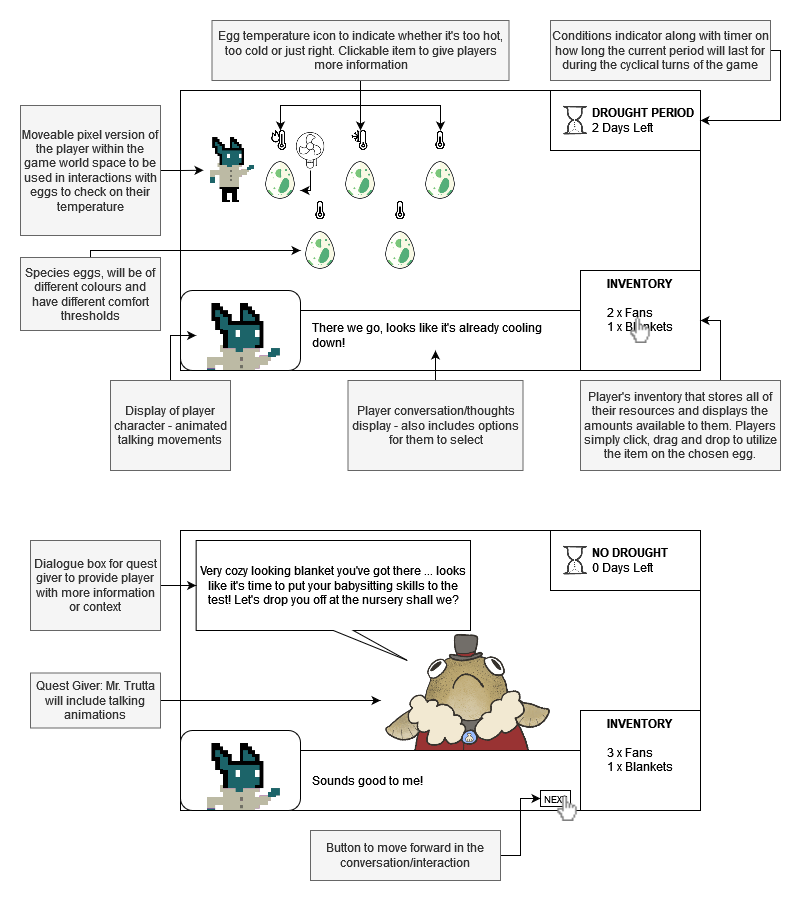 Egg temperature icon to indicate whether it's too hot,
too cold or just right. Clickable item to give players
more information
Conditions indicator along with timer on
how long the current period will last for
during the cyclical turns of the game
DROUGHT PERIOD
2 Days Left
Moveable pixel version of
the player within the
game world space to be
used in interactions with
eggs to check on their
temperature
Species eggs, will be of
different colours and
have different comfort
thresholds
INVENTORY
2 x Fans
1 x Blankets
There we go, looks like it's already cooling
down!
Display of player
character - animated
talking movements
Player conversation/thoughts
display - also includes options
for them to select
Player's inventory that stores all of
their resources and displays the
amounts available to them. Players
simply click, drag and drop to utilize
the item on the chosen egg.
Dialogue box for quest
giver to provide player
with more information
or context
Very cozy looking blanket you've got there ... looks
like it's time to put your babysitting skills to the
test! Let's drop you off at the nursery shall we?
NO DROUGHT
0 Days Left
Quest Giver: Mr. Trutta
will include talking
animations
INVENTORY
3 x Fans
1 x Blankets
Sounds good to me!
NEXT
Button to move forward in the
conversation/interaction